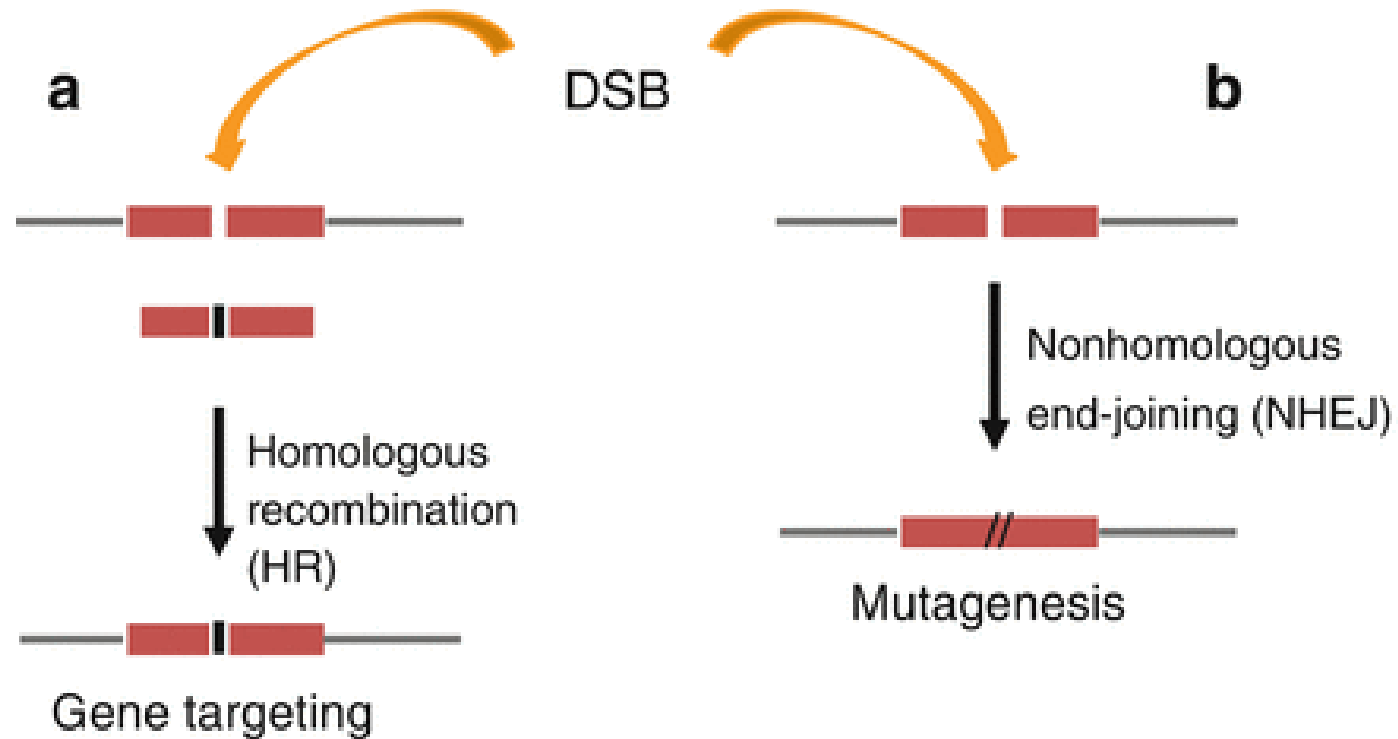 a
DSB
b
Homologous
recombination
(HR)
Gene targeting
Nonhomologous
end-joining (NHEJ)
//
Mutagenesis